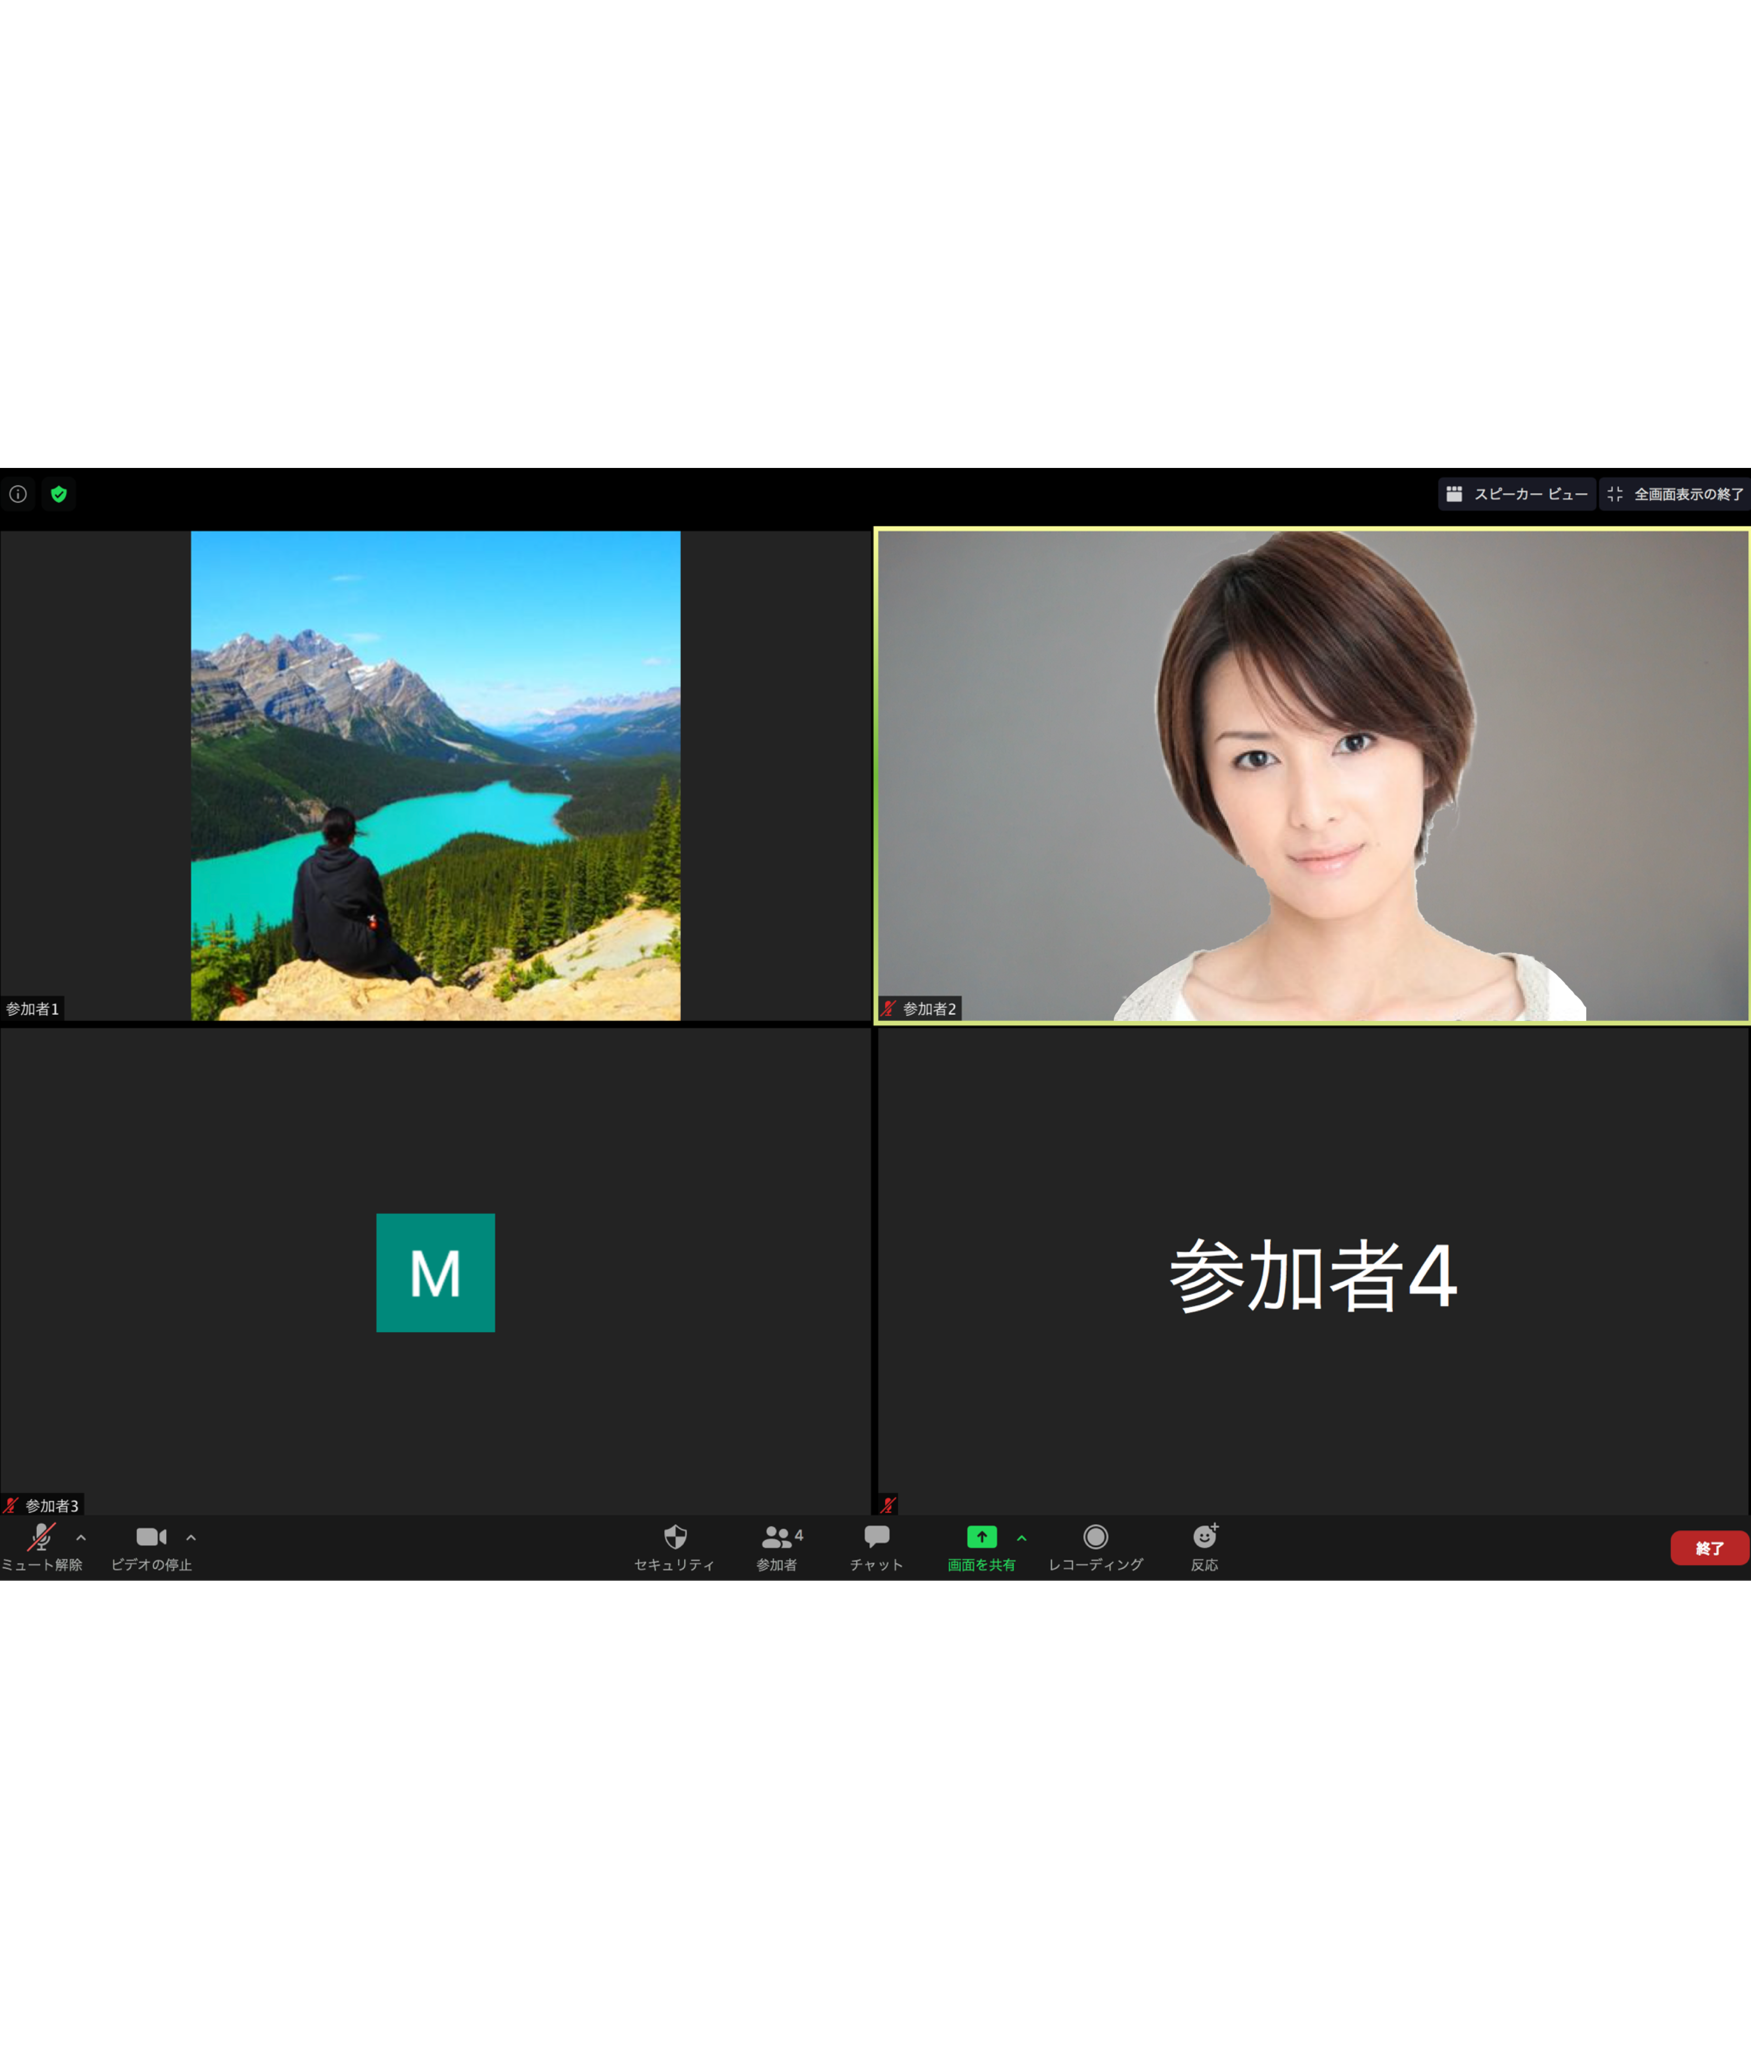 スピーカー ビュー
全画面表示の終了
参加者1
参加者2
M
参加者4
参加者3
ミュート解除
ビデオの停止
セキュリティ
4
参加者
チャット
画面を共有
レコーディング
反応
終了